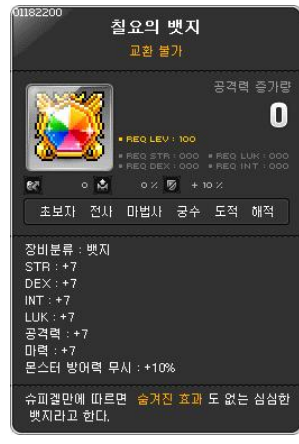 01182200
칠요의 뱃지
교환 불가
공격력 증가량
0
• REQ LEV : 100
• REQ STR : 000 • REQ LUK : 000
• REQ DEX : 000 • REQ INT : 000
0 0 % + 10 %
초보자 전사 마법사 궁수 도적 해적
장비분류 : 뱃지
STR : +7
DEX : +7
INT : +7
LUK : +7
공격력 : +7
마력 : +7
몬스터 방어력 무시 : +10%
슈피겔만에 따르면 숨겨진 효과 도 없는 심심한
뱃지라고 한다.